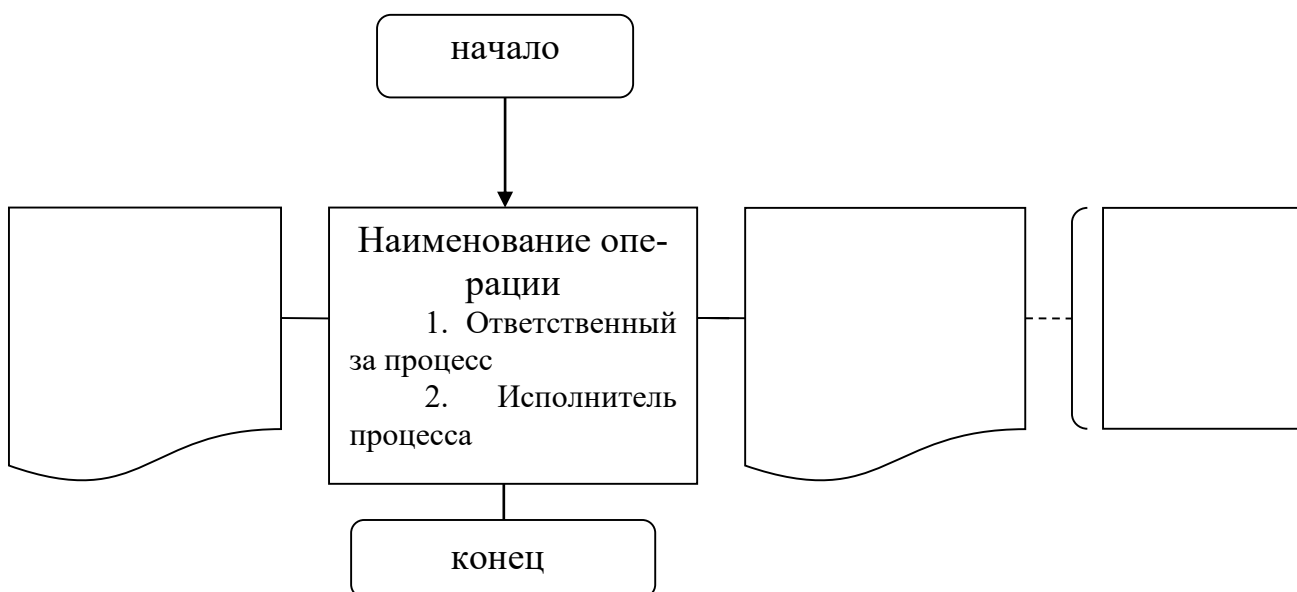 начало
Наименование опе-
рации
1. Ответственный
за процесс
2. Исполнитель
процесса
конец